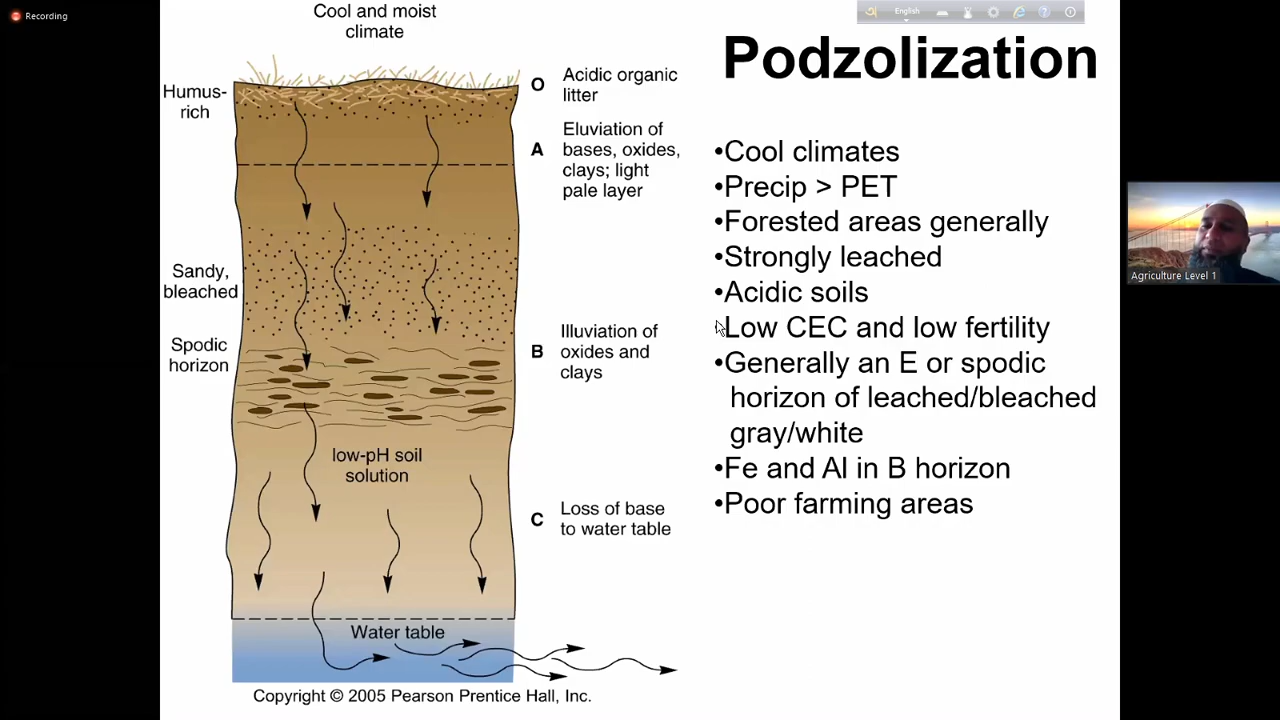 Recording
English
Cool and moist
climate
Podzolization
Humus-
rich
O
Acidic organic
litter
A
Eluviation of
bases, oxides,
clays; light
pale layer
Sandy,
bleached
Spodic
horizon
B
Illuviation of
oxides and
clays
low-pH soil
solution
C
Loss of base
to water table
Water table
Copyright © 2005 Pearson Prentice Hall, Inc.
•Cool climates
•Precip > PET
•Forested areas generally
•Strongly leached
•Acidic soils
•Low CEC and low fertility
•Generally an E or spodic
horizon of leached/bleached
gray/white
•Fe and Al in B horizon
•Poor farming areas
Agriculture Level 1